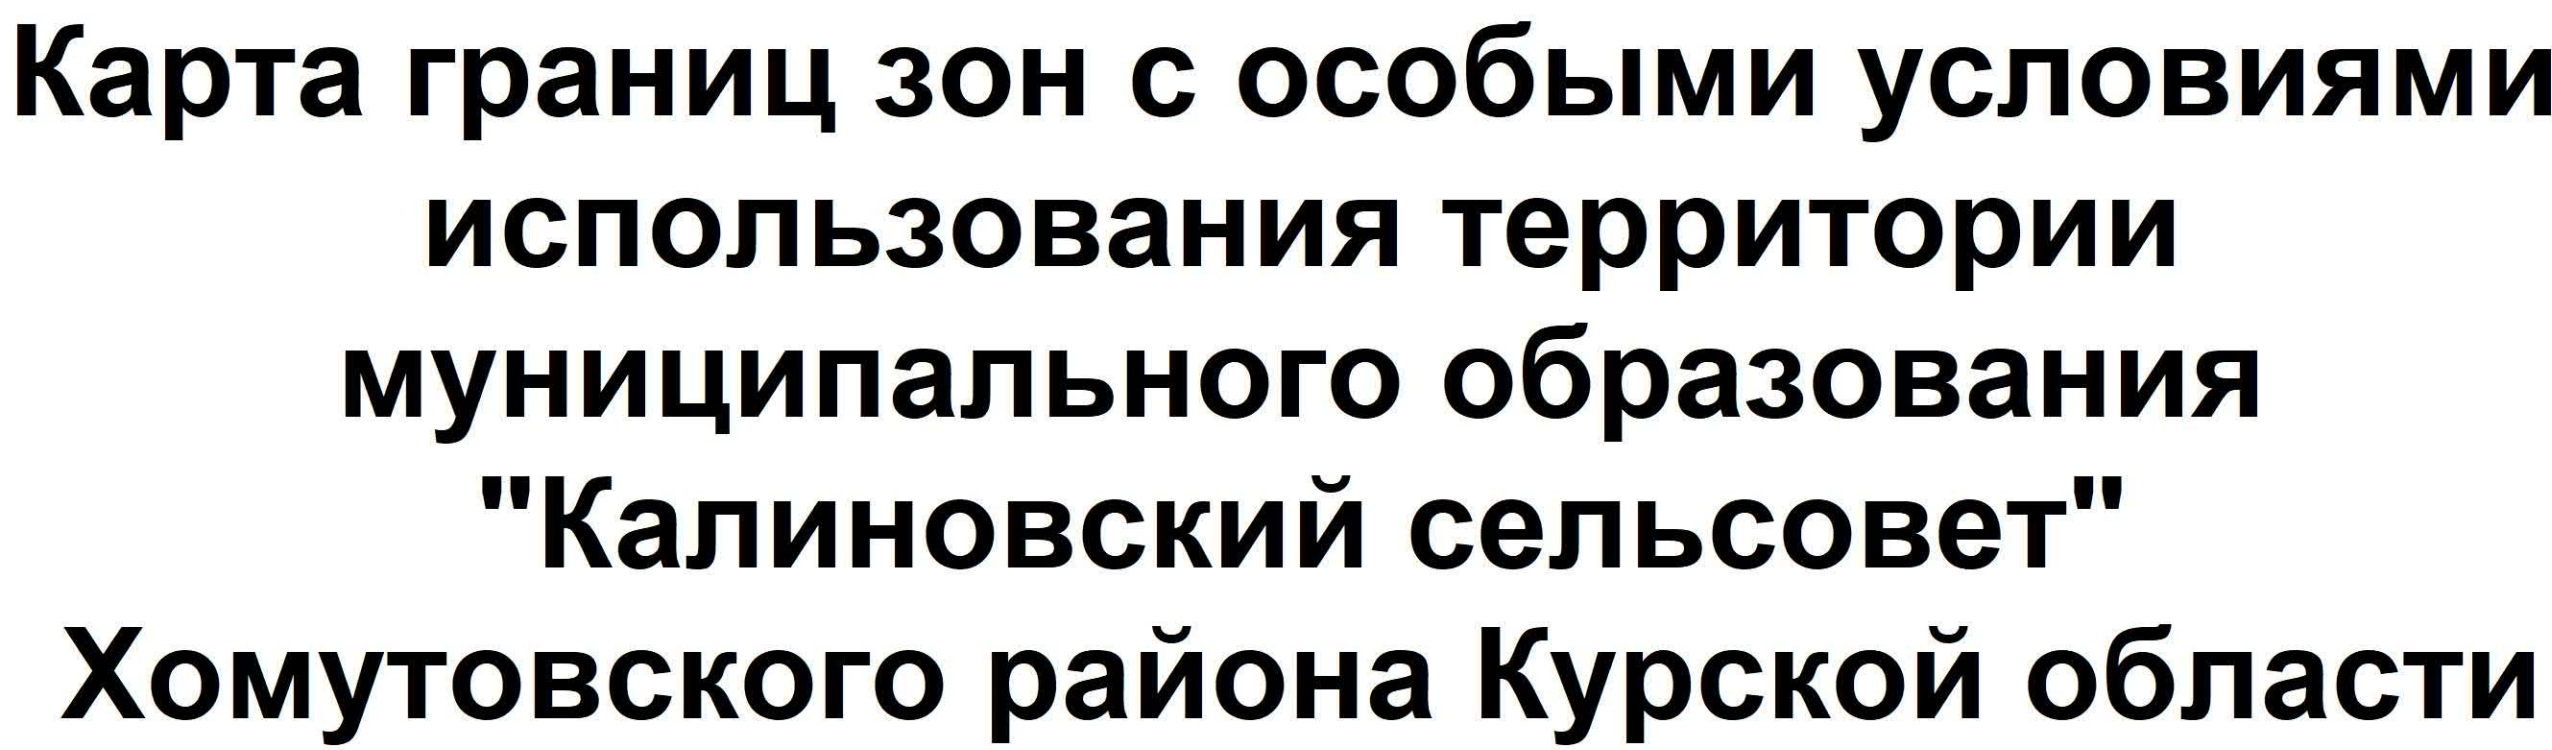 Карта границ зон с особыми условиями
использования территории
муниципального образования
"Калиновский сельсовет"
Хомутовского района Курской области